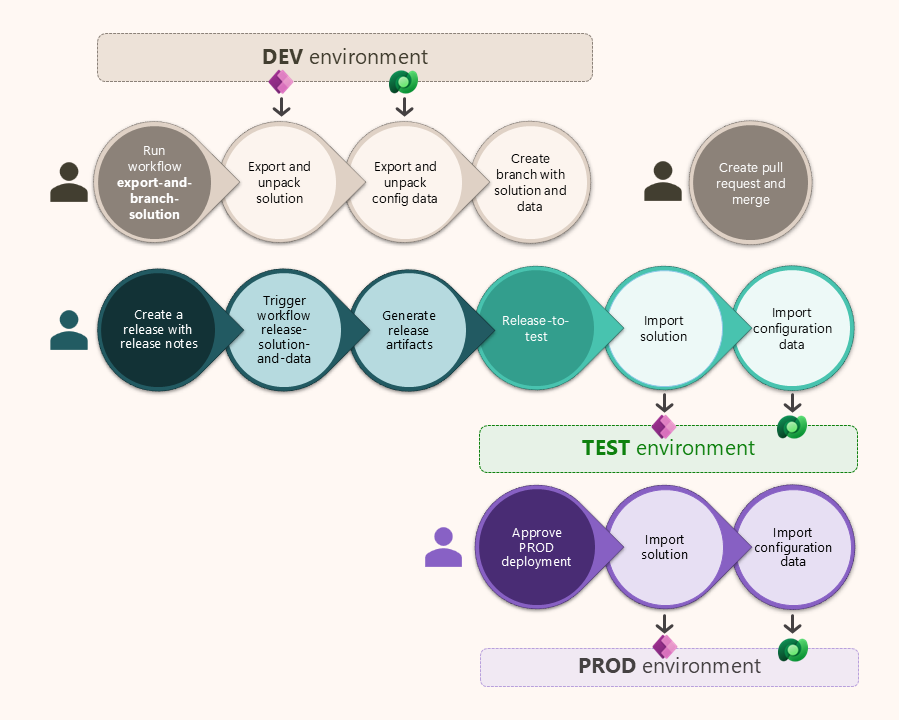 DEV environment
Run
workflow
export-and-
branch-
solution
Export and
unpack
solution
Export and
unpack
config data
Create
branch with
solution and
data
Create pull
request and
merge
Create a
release with
release notes
Trigger
workflow
release-
solution-
and-data
Generate
release
artifacts
Release-to-
test
Import
solution
Import
configuration
data
TEST environment
Approve
PROD
deployment
Import
solution
Import
configuration
data
PROD environment